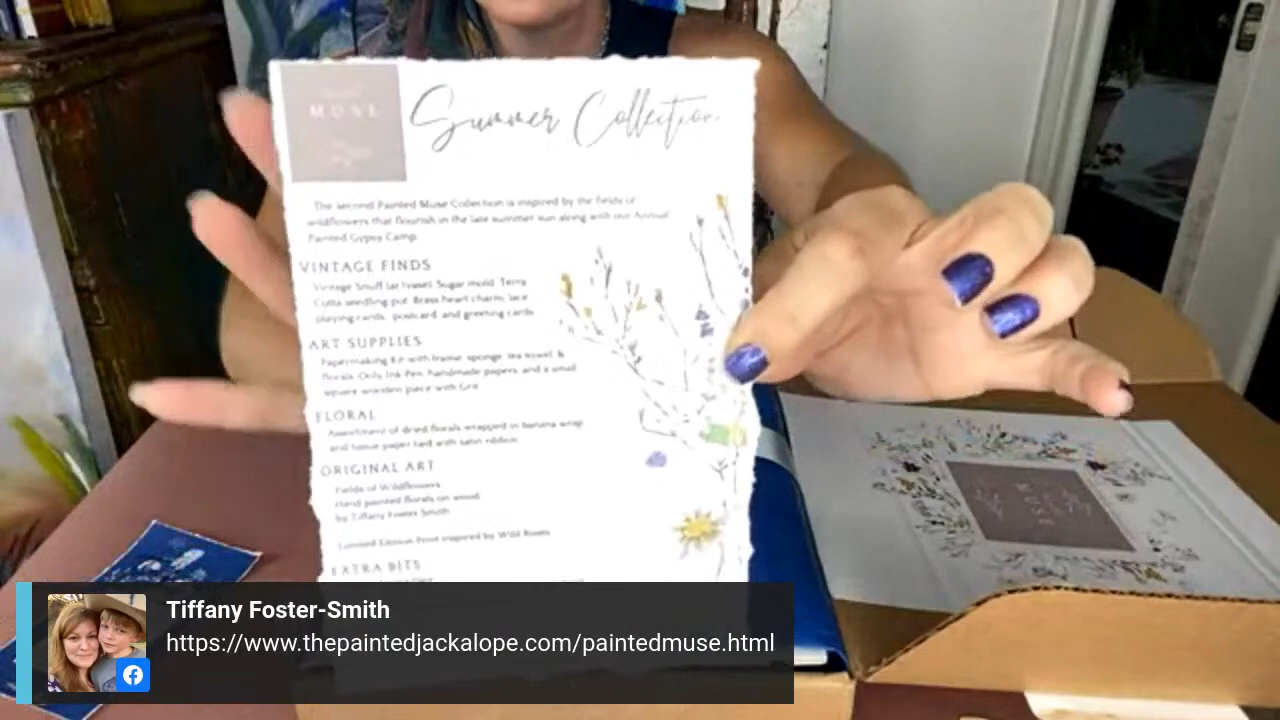 MUSE
Summer Collection
The second Painted Muse Collection is inspired by the fields of
wildflowers that flourish in the late summer sun along with our Annual
Painted Gypsy Camp
VINTAGE FINDS
Vintage Snuff Jar (vase), Sugar mold, Terra
Cotta seedling pot, Brass heart charm, lace
playing cards, postcard, and greeting cards
ART SUPPLIES
Papermaking Kit with frame, sponge, tea towel, &
florals, Only Ink Pen, handmade papers, and a small
square wooden piece with
FLORAL
Assortment of dried florals wrapped in banana wrap
and tissue paper tied with satin ribbon
ORIGINAL ART
Fields of Wildflowers
Hand painted florals on wood
by Tiffany Foster Smith
Limited Edition Print inspired by Wild Roses
EXTRA BITS
MUSE
Tiffany Foster-Smith
https://www.thepaintedjackalope.com/paintedmuse.html